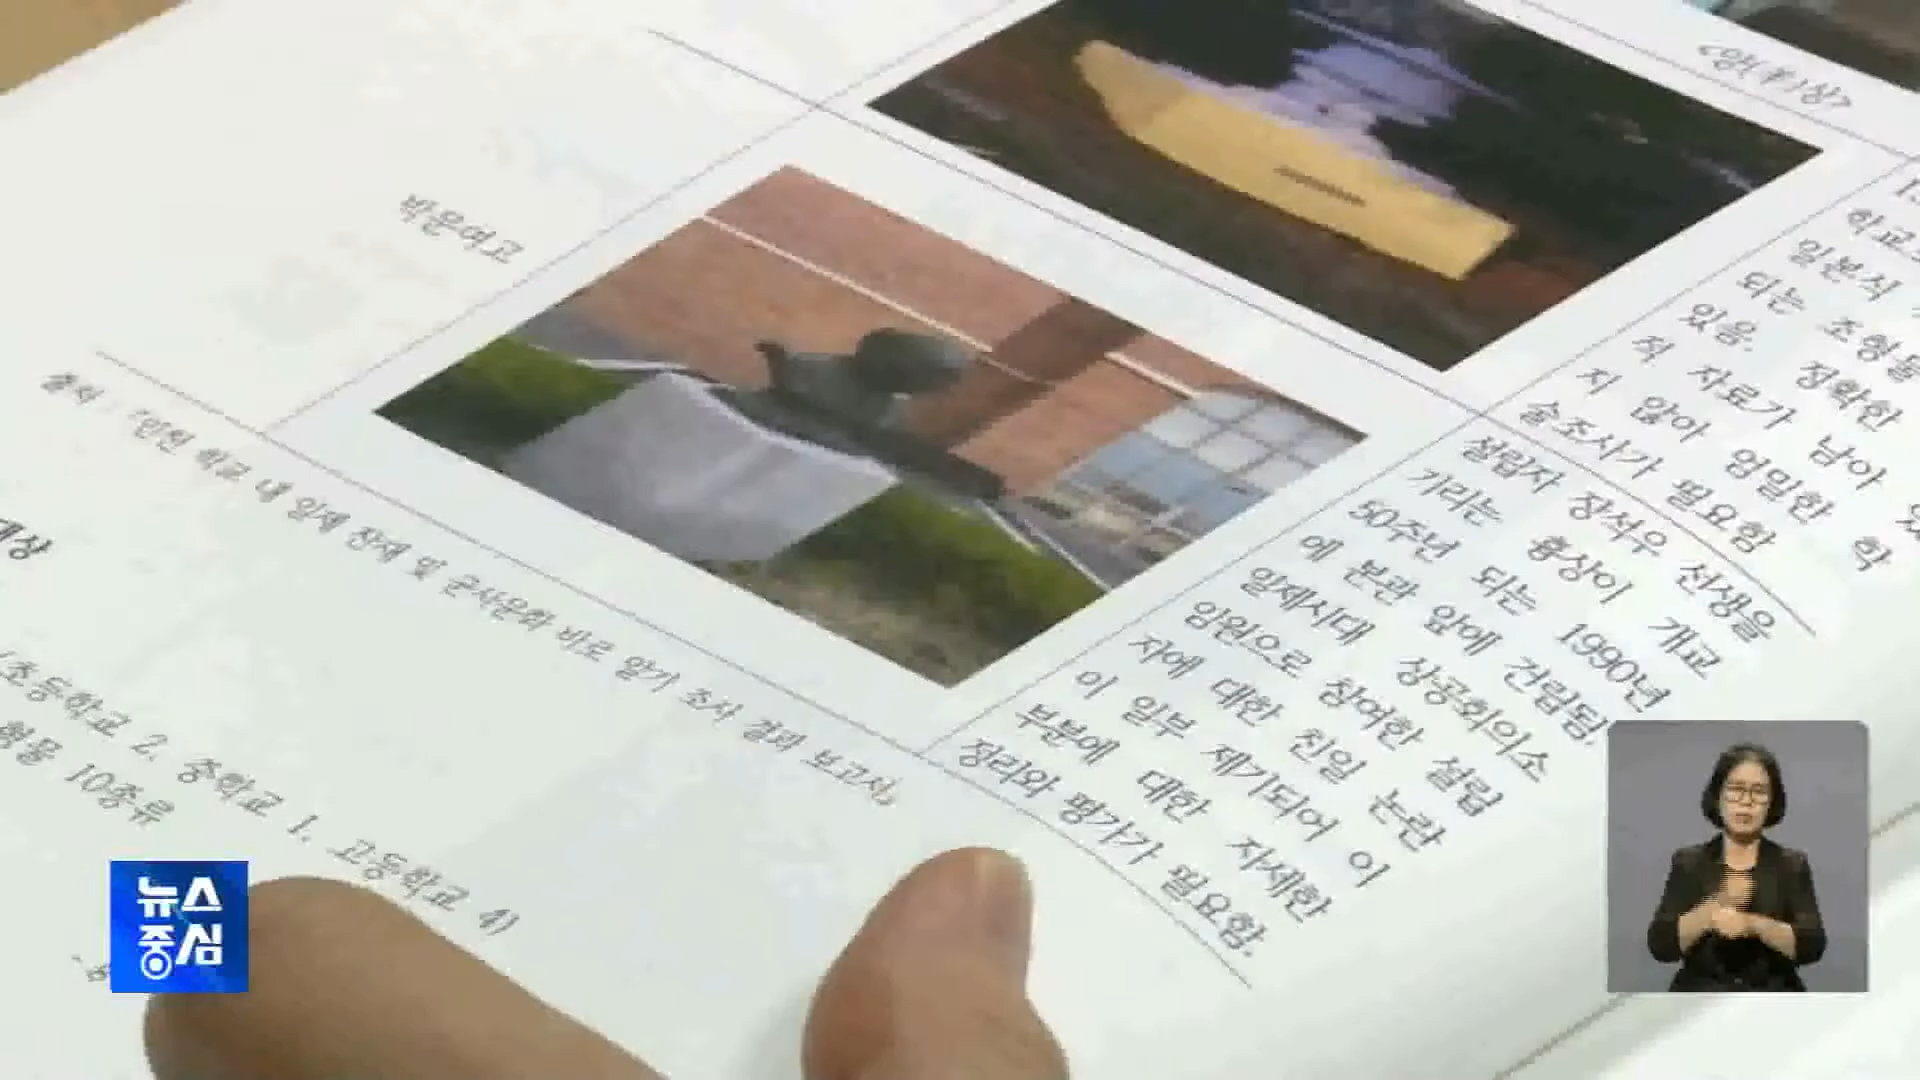 <양(羊)상>
학교
일본식
되는 조형물
있음. 정확한
적 자료가 남아 있
지 않아 엄밀한 학
술조사가 필요함
박문여고
설립자 장석우 선생을
기리는 흉상이 개교
50주년 되는 1990년
에 본관 앞에 건립됨.
일제시대 상공회의소
임원으로 참여한 설립
자에 대한 친일 논란
이 일부 제기되어 이
부분에 대한 자세한
정리와 평가가 필요함.
출처 : 「인천 학교 내 일제 잔재 및 군사문화 바로 알기 조사 결과 보고서」
대상
(초등학교 2, 중학교 1, 고등학교 4)
형물 10종류
뉴스
중심